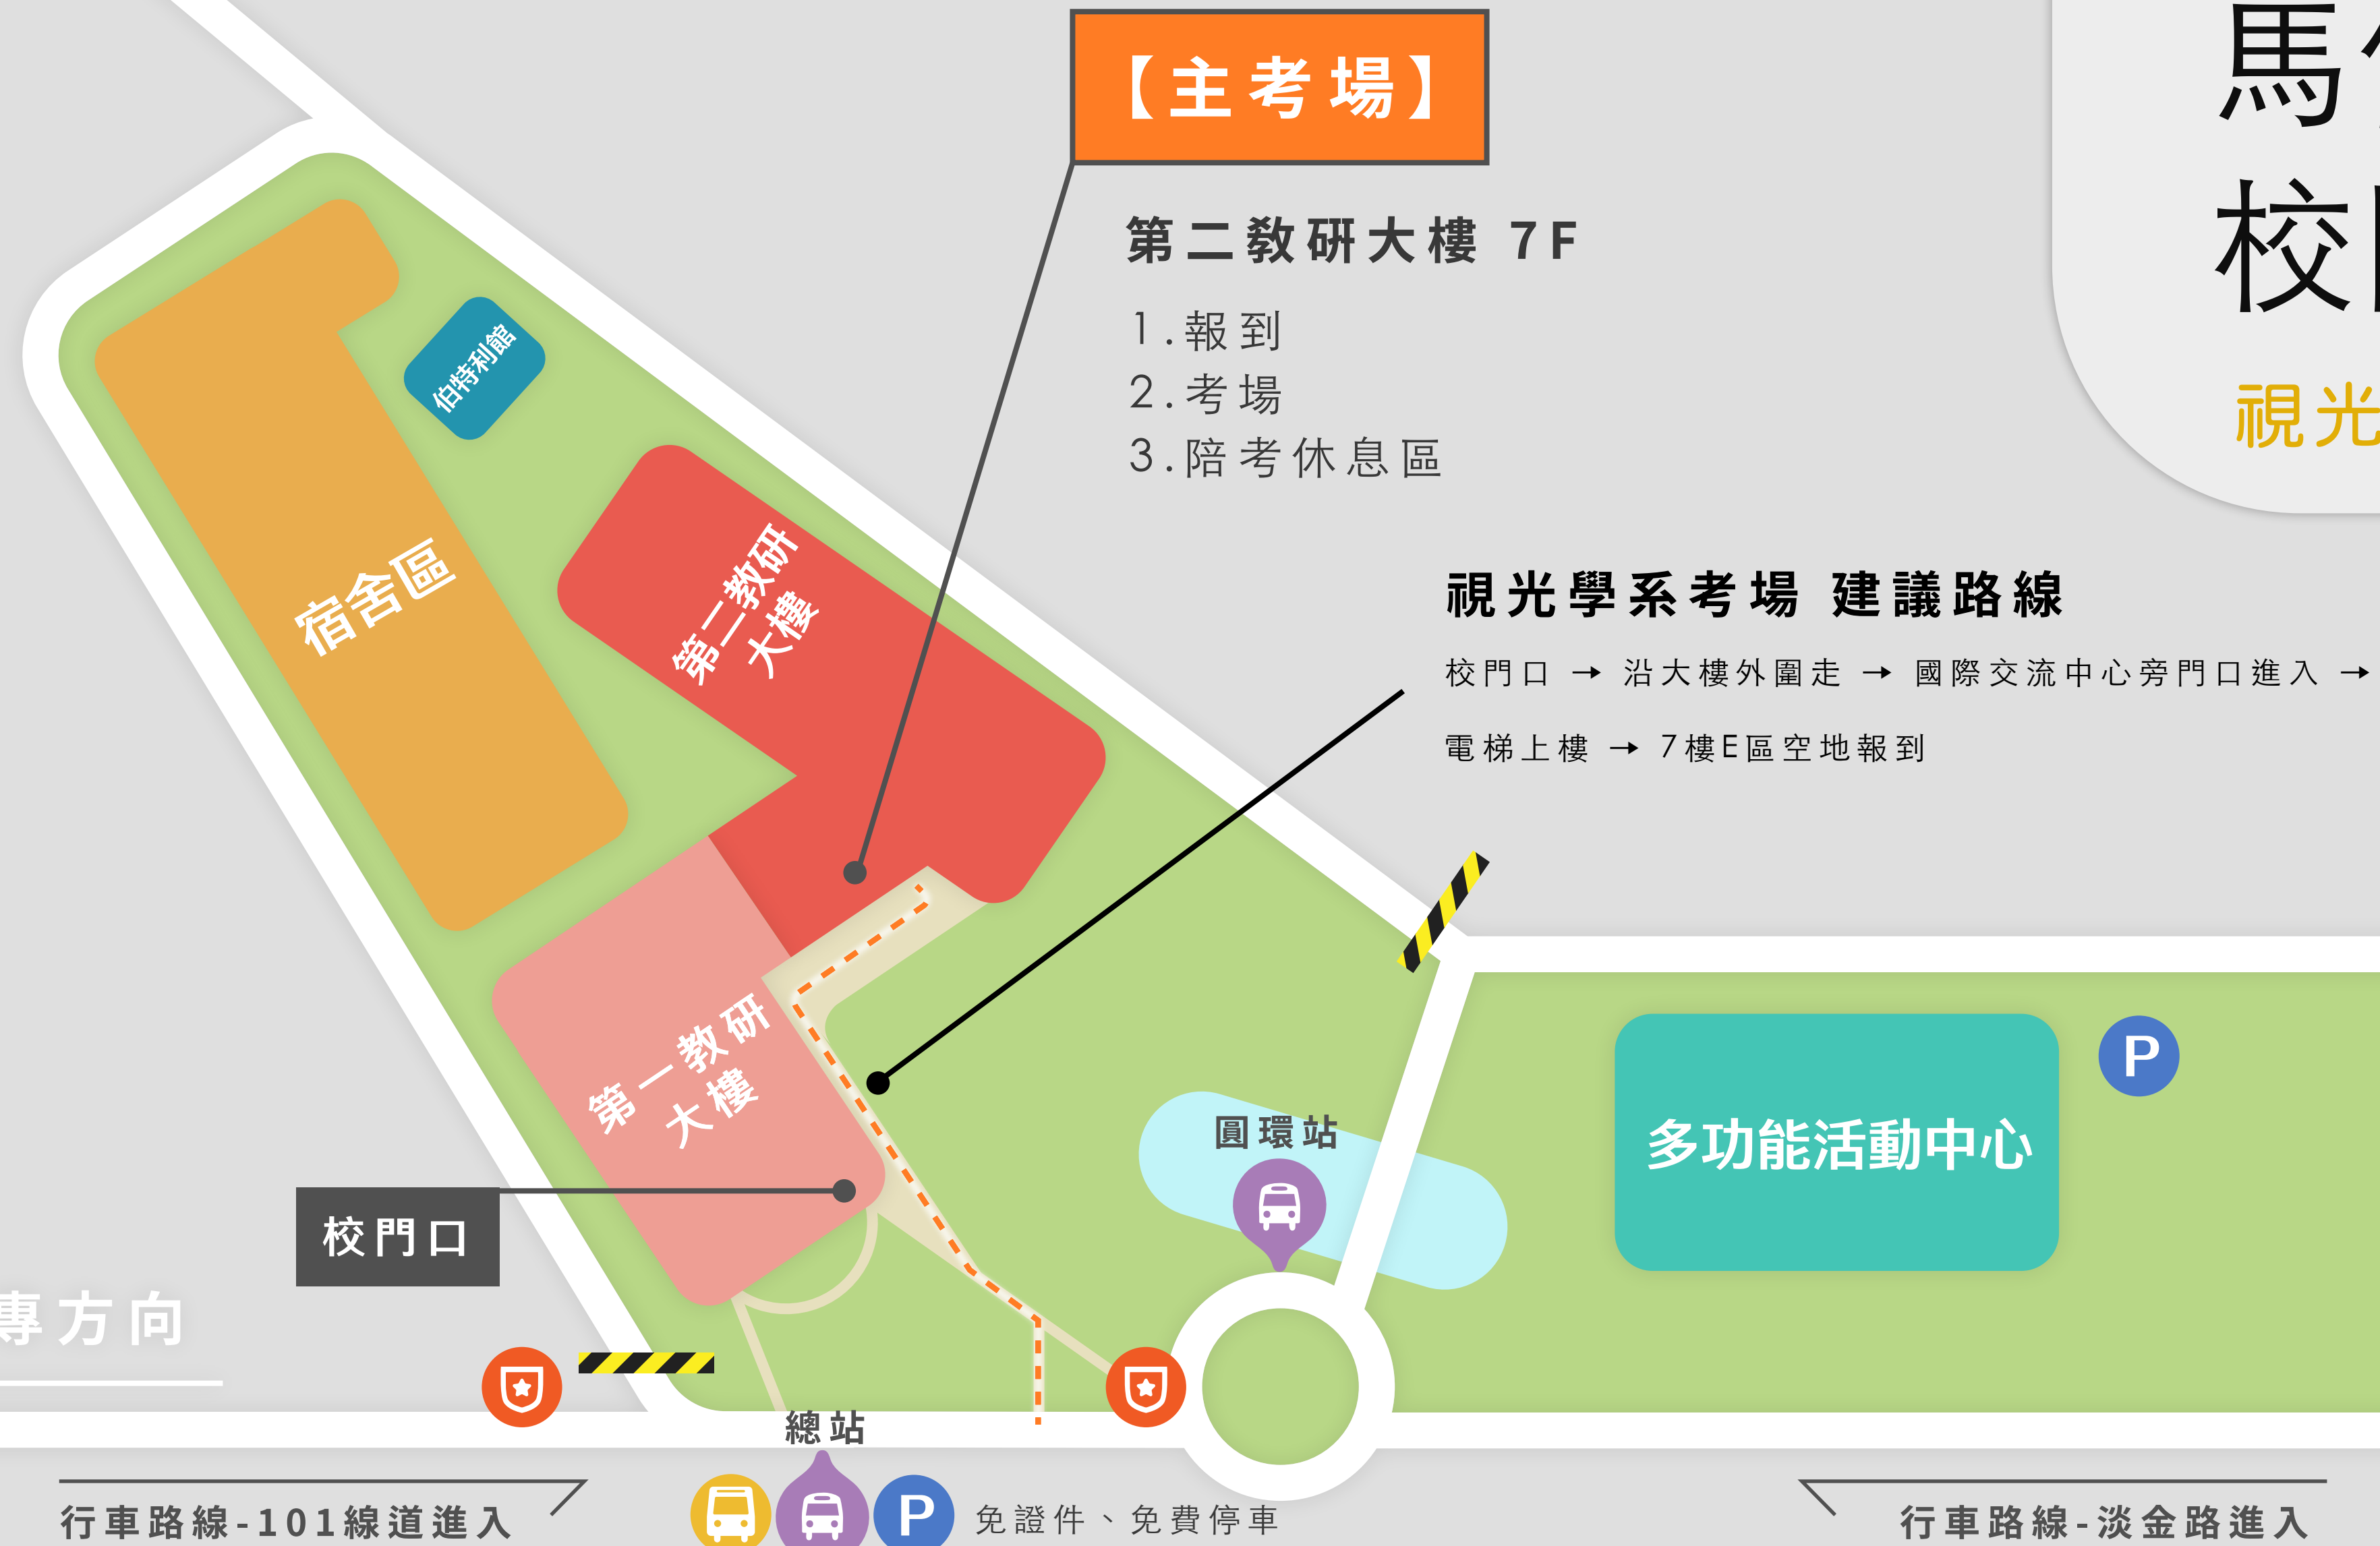 【主考場】
第二敎硏大樓 7F
1.報到
2.考場
3.陪考休息區
馬
校
視光
視光學系考場 建議路線
校門口 → 沿大樓外圍走 → 國際交流中心旁門口進入 →
電梯上樓 → 7樓E區空地報到
伯特利館
宿舍區
第二教研
大樓
第一教研
大樓
校門口
圓環站
多功能活動中心
P
專方向
總站
行車路線-101線道進入
P
免證件、免費停車
行車路線-淡金路進入